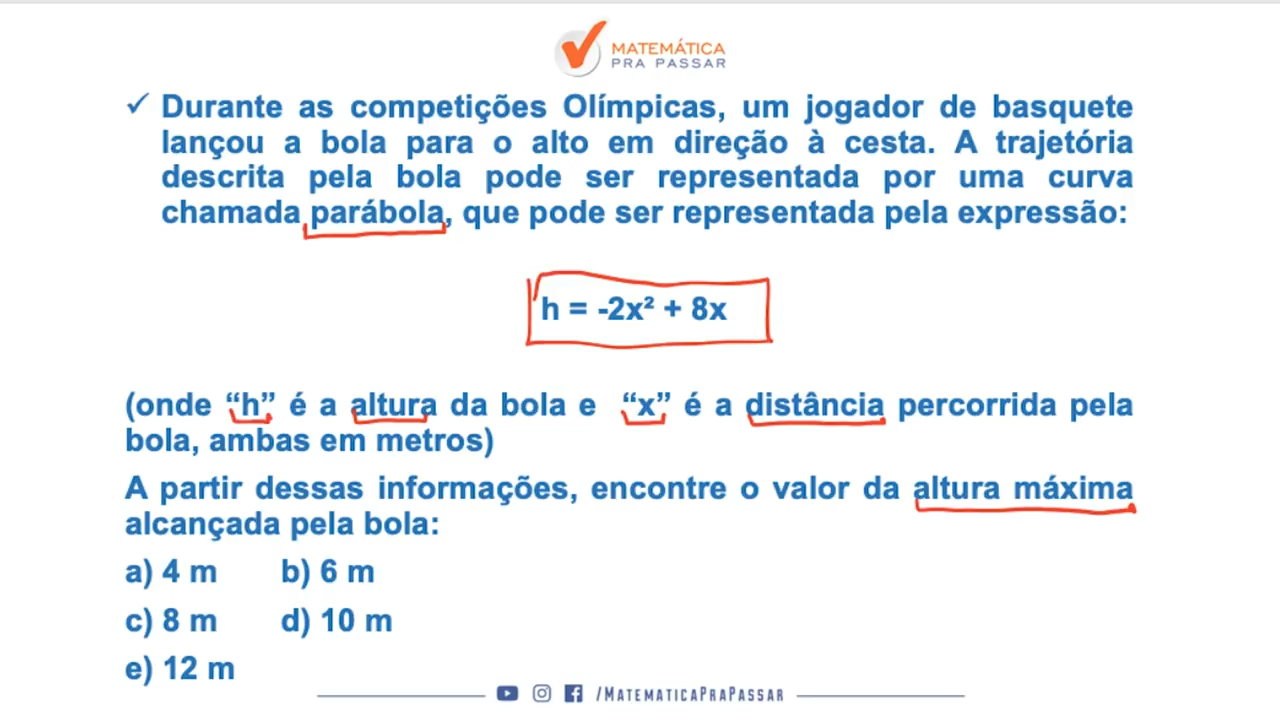 MATEMÁTICA
PRA PASSAR
✓ Durante as competições Olímpicas, um jogador de basquete
lançou a bola para o alto em direção à cesta. A trajetória
descrita pela bola pode ser representada por uma curva
chamada parábola, que pode ser representada pela expressão:
h = -2x² + 8x
(onde “h” é a altura da bola e “x” é a distância percorrida pela
bola, ambas em metros)
A partir dessas informações, encontre o valor da altura máxima
alcançada pela bola:
a) 4 m b) 6 m
c) 8 m d) 10 m
e) 12 m
/MATEMATICAPRAPASSAR